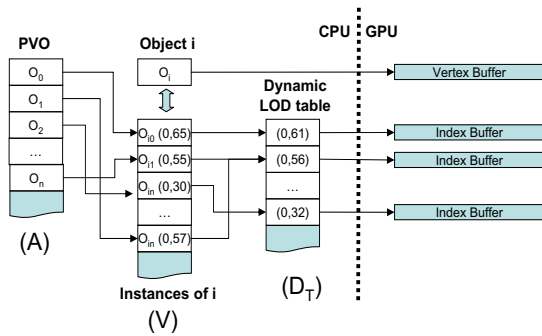 PVO
Object i
CPU
GPU
O0
O1
O2
...
On
(A)
Oi
Oi0 (0,65)
Oi1 (0,55)
Oin (0,30)
...
Oin (0,57)
Instances of i
(V)
Dynamic
LOD table
(0,61)
(0,56)
...
(0,32)
(DT)
Vertex Buffer
Index Buffer
Index Buffer
Index Buffer